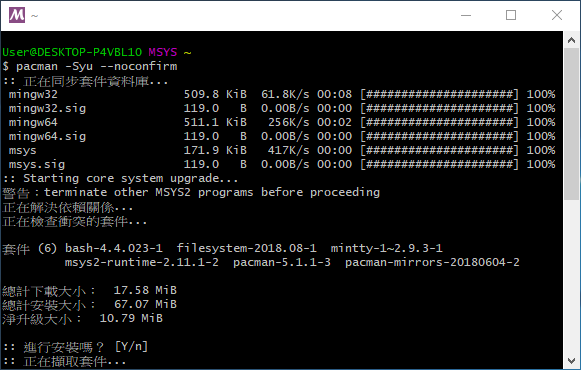 ~
User@DESKTOP-P4VBL1O MSYS ~
$ pacman -Syu --noconfirm
:: 正在同步套件資料庫...
mingw32 509.8 KiB 61.8K/s 00:08 [#####################] 100%
mingw32.sig 119.0 B 0.00B/s 00:00 [#####################] 100%
mingw64 511.1 KiB 256K/s 00:02 [#####################] 100%
mingw64.sig 119.0 B 0.00B/s 00:00 [#####################] 100%
msys 171.9 KiB 417K/s 00:00 [#####################] 100%
msys.sig 119.0 B 0.00B/s 00:00 [#####################] 100%
:: Starting core system upgrade...
警告：terminate other MSYS2 programs before proceeding
正在解決依賴關係...
正在檢查衝突的套件...
套件 (6) bash-4.4.023-1 filesystem-2018.08-1 mintty-1~2.9.3-1
msys2-runtime-2.11.1-2 pacman-5.1.1-3 pacman-mirrors-20180604-2
總計下載大小： 17.58 MiB
總計安裝大小： 67.07 MiB
淨升級大小： 10.79 MiB
:: 進行安裝嗎？ [Y/n]
:: 正在擷取套件...